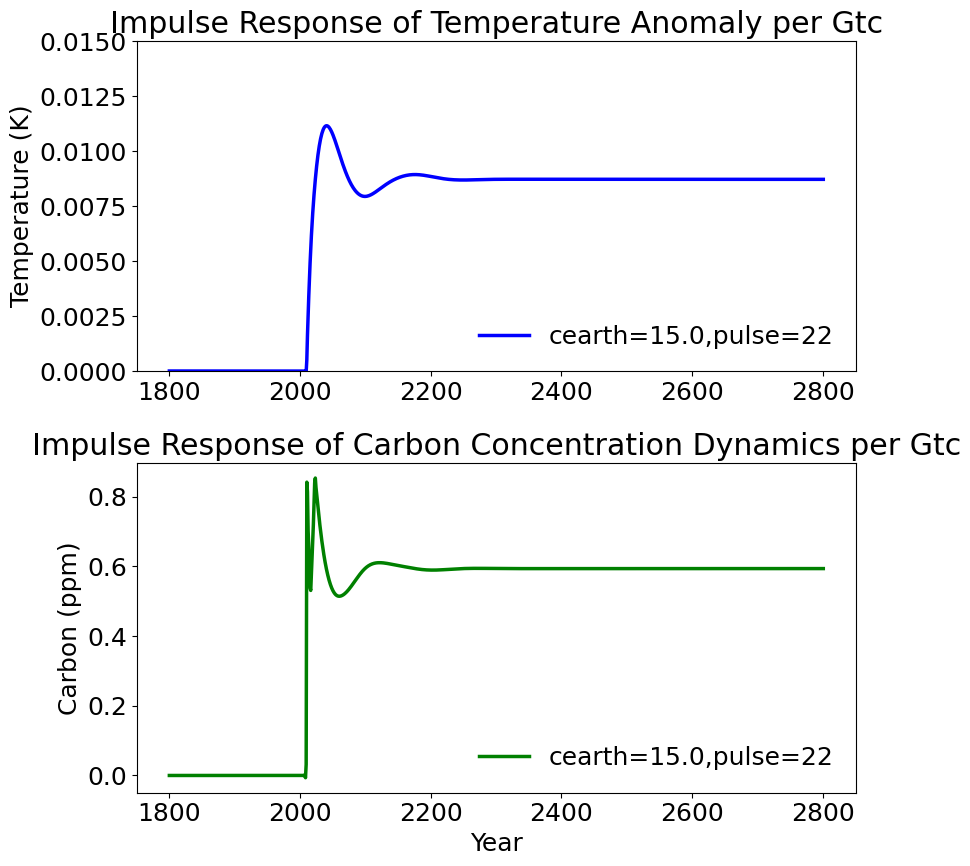 Impulse Response of Temperature Anomaly per Gtc
0.0150
0.0125
0.0100
0.0075
0.0050
0.0025
0.0000
Temperature (K)
cearth=15.0,pulse=22
1800 2000 2200 2400 2600 2800
Impulse Response of Carbon Concentration Dynamics per Gtc
0.8
0.6
0.4
0.2
0.0
Carbon (ppm)
cearth=15.0,pulse=22
1800 2000 2200 2400 2600 2800
Year